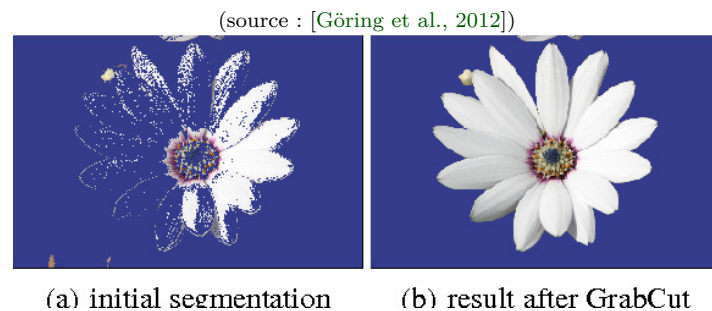 (source : [Göring et al., 2012])
(a) initial segmentation
(b) result after GrabCut